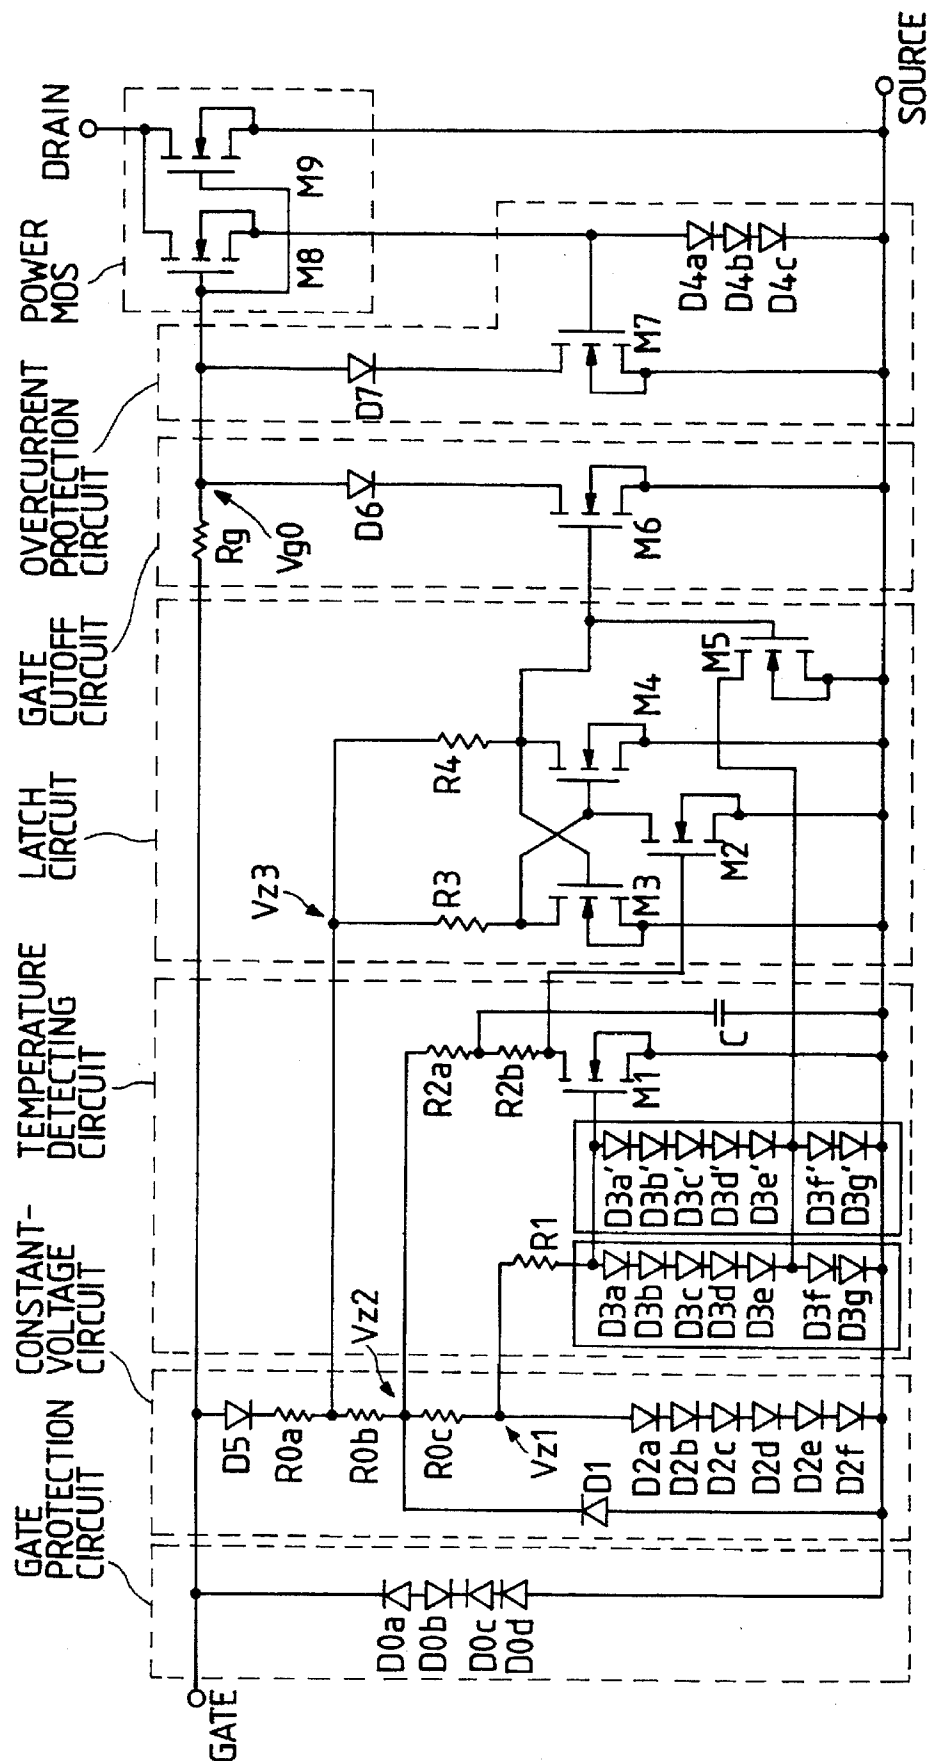 GATE
PROTECTION
CIRCUIT
CONSTANT-
VOLTAGE
CIRCUIT
TEMPERATURE
DETECTING
CIRCUIT
LATCH
CIRCUIT
GATE
CUTOFF
CIRCUIT
OVERCURRENT
PROTECTION
CIRCUIT
POWER
MOS
DRAIN
GATE
SOURCE
D0a
D0b
D0c
D0d
D5
R0a
R0b
R0c
Vz2
Vz1
D1
D2a
D2b
D2c
D2d
D2e
D2f
R1
D3a
D3b
D3c
D3d
D3e
D3f
D3g
D3a'
D3b'
D3c'
D3d'
D3e'
D3f'
D3g'
R2a
R2b
M1
C
Vz3
R3
R4
M3
M2
M4
M5
Rg
Vg0
D6
M6
D7
M7
D4a
D4b
D4c
M8
M9